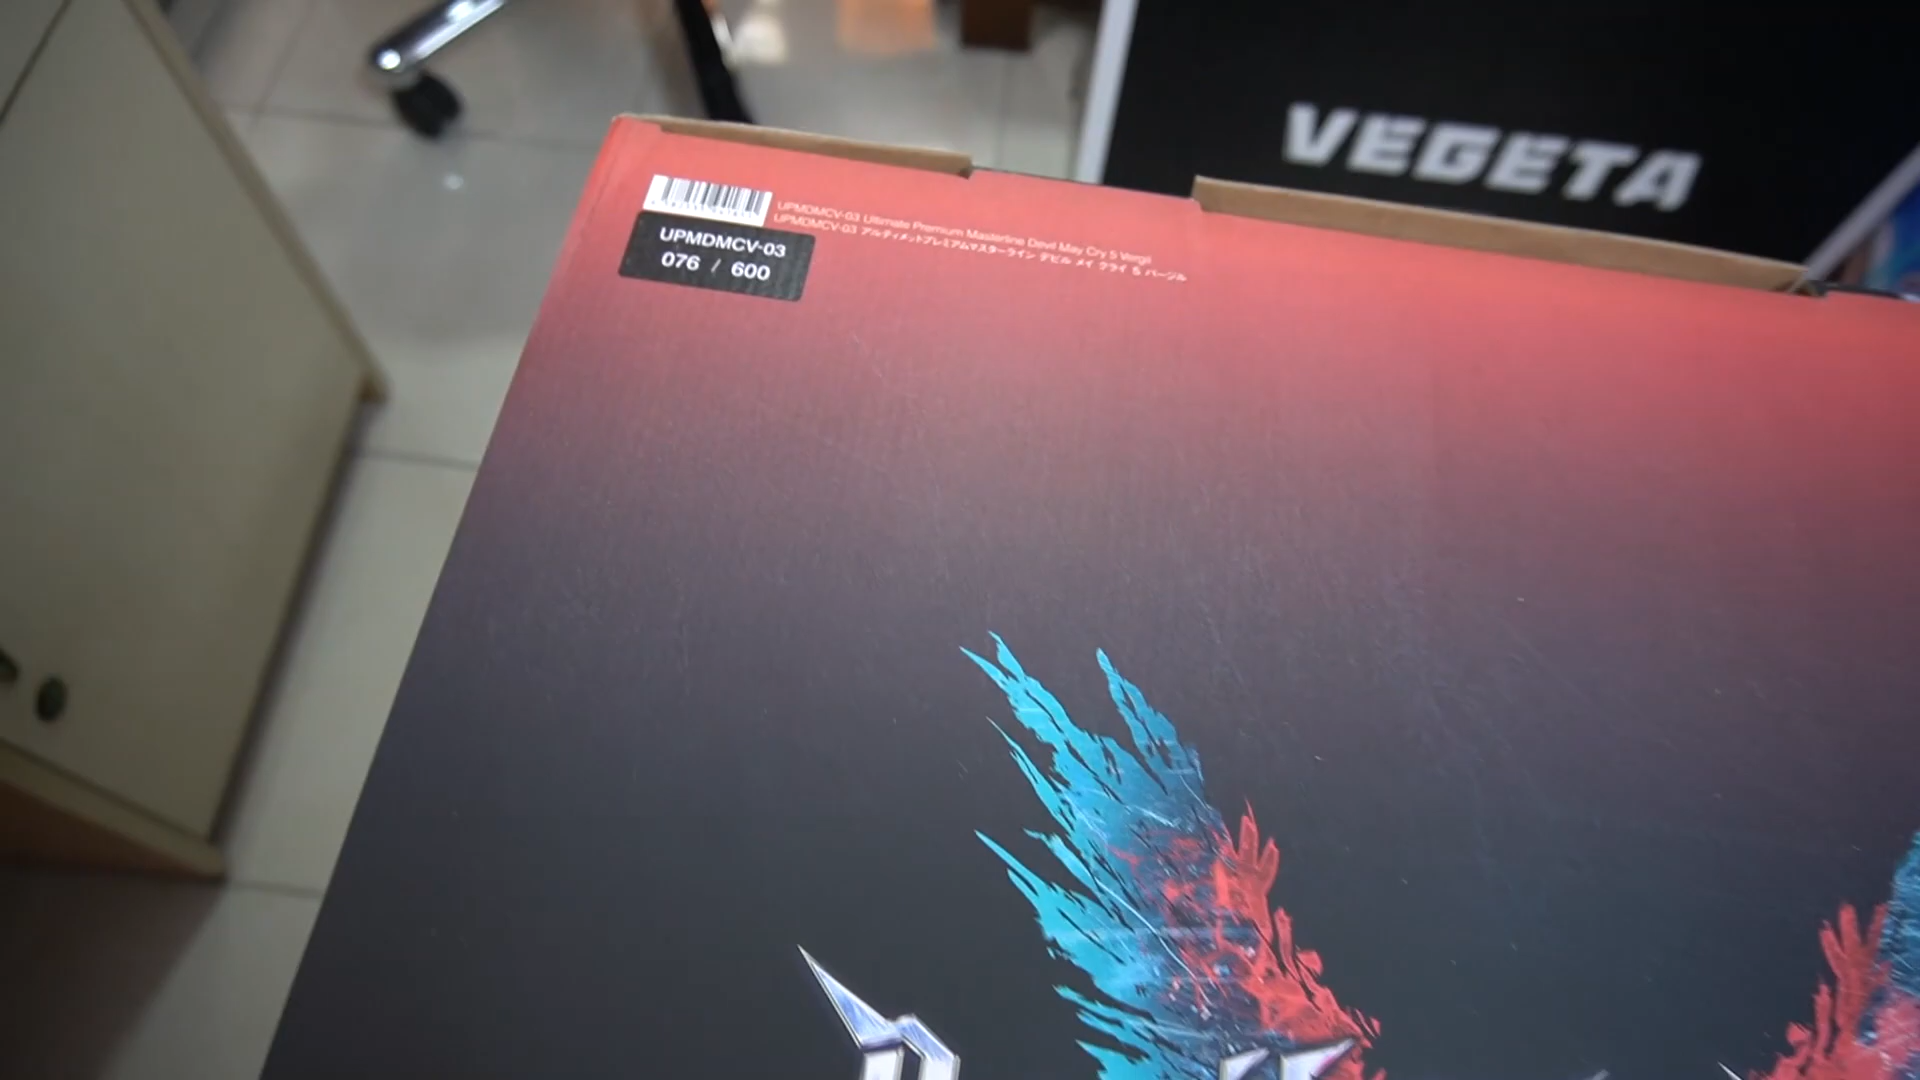 VEGETA
UPMDMCV-03 Ultimate Premium Masterline Devil May Cry 5 Vergil
UPMDMCV-03 アルティメットプレミアムマスターライン デビル メイ クライ 5 バージル
UPMDMCV-03
076 / 600